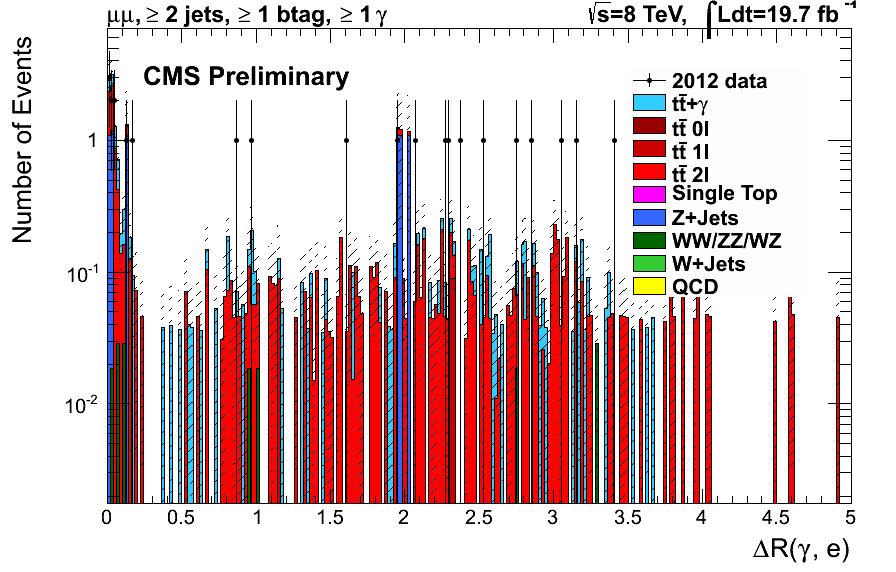 μμ, ≥ 2 jets, ≥ 1 btag, ≥ 1 γ
√s=8 TeV, ∫Ldt=19.7 fb⁻¹
CMS Preliminary
2012 data
tt̄+γ
tt̄ 0l
tt̄ 1l
tt̄ 2l
Single Top
Z+Jets
WW/ZZ/WZ
W+Jets
QCD
Number of Events
1
10⁻¹
10⁻²
0 0.5 1 1.5 2 2.5 3 3.5 4 4.5 5
ΔR(γ, e)